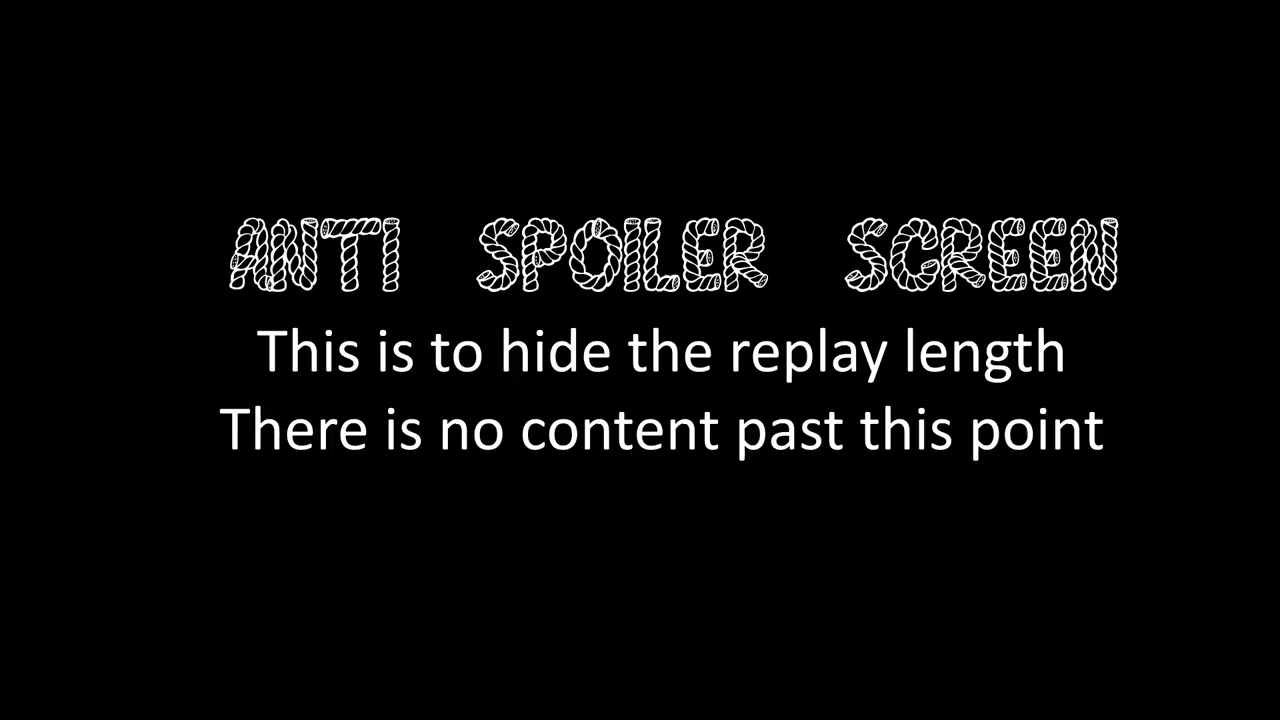 ANTI SPOILER SCREEN
This is to hide the replay length
There is no content past this point